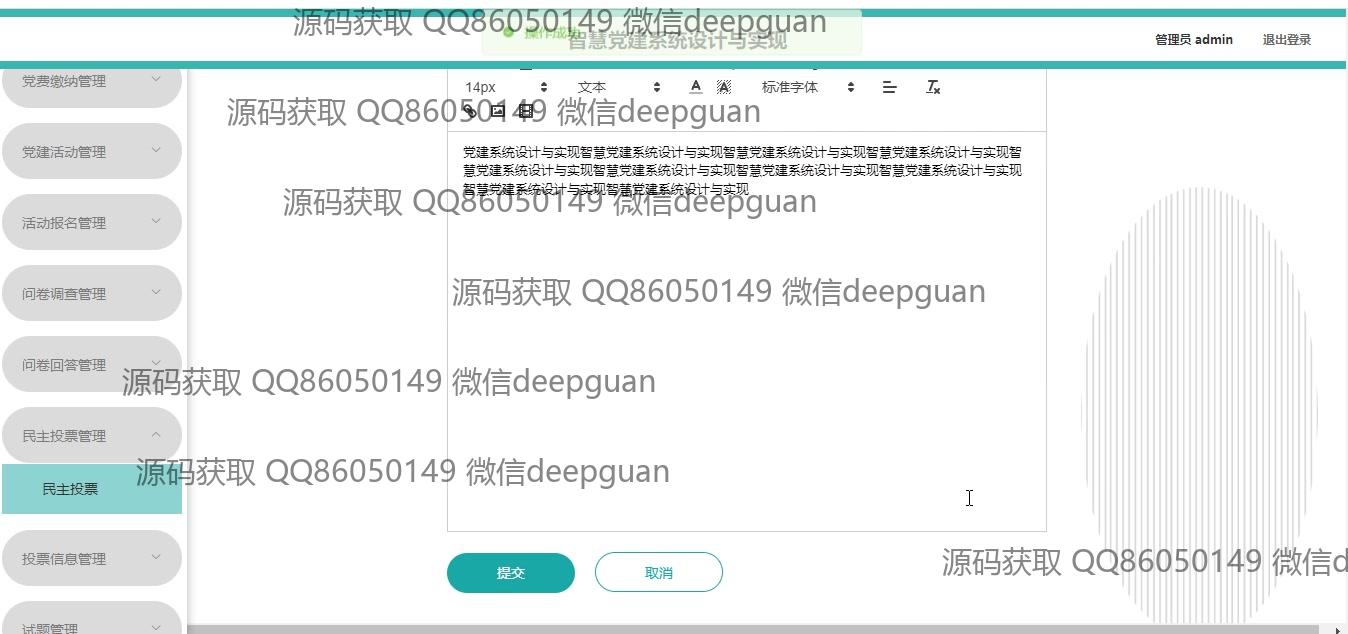 源码获取 QQ86050149 微信deepguan
操作成功
智慧党建系统设计与实现
管理员 admin
退出登录
党费缴纳管理
14px
文本
标准字体
源码获取 QQ86050149 微信deepguan
党建活动管理
党建系统设计与实现智慧党建系统设计与实现智慧党建系统设计与实现智慧党建系统设计与实现智
慧党建系统设计与实现智慧党建系统设计与实现智慧党建系统设计与实现智慧党建系统设计与实现
智慧党建系统设计与实现智慧党建系统设计与实现
源码获取 QQ86050149 微信deepguan
活动报名管理
问卷调查管理
源码获取 QQ86050149 微信deepguan
问卷回答管理
源码获取 QQ86050149 微信deepguan
民主投票管理
源码获取 QQ86050149 微信deepguan
民主投票
投票信息管理
提交
取消
源码获取 QQ86050149 微信d
试题管理